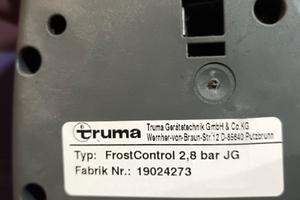 truma
Truma Gerätetechnik GmbH & Co.KG
Wernher-von-Braun-Str.12 D-85640 Putzbrunn
Typ: FrostControl 2,8 bar JG
Fabrik Nr.: 19024273